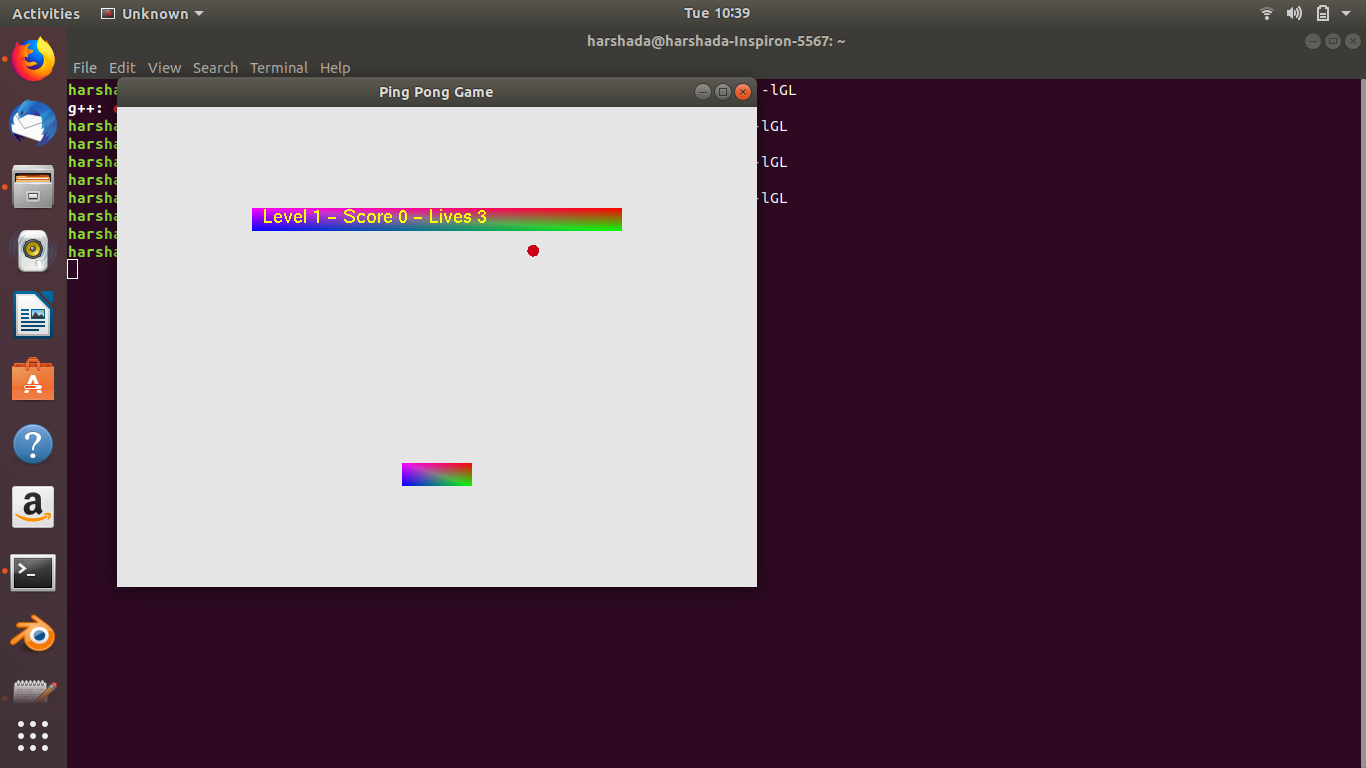 Activities Unknown Tue 10:39
harshada@harshada-Inspiron-5567: ~
File Edit View Search Terminal Help
Ping Pong Game
harsha -lGL
g++:
harsha -lGL
harsha
harsha -lGL
harsha
harsha -lGL
harsha
harsha
harsha
Level 1 - Score 0 - Lives 3